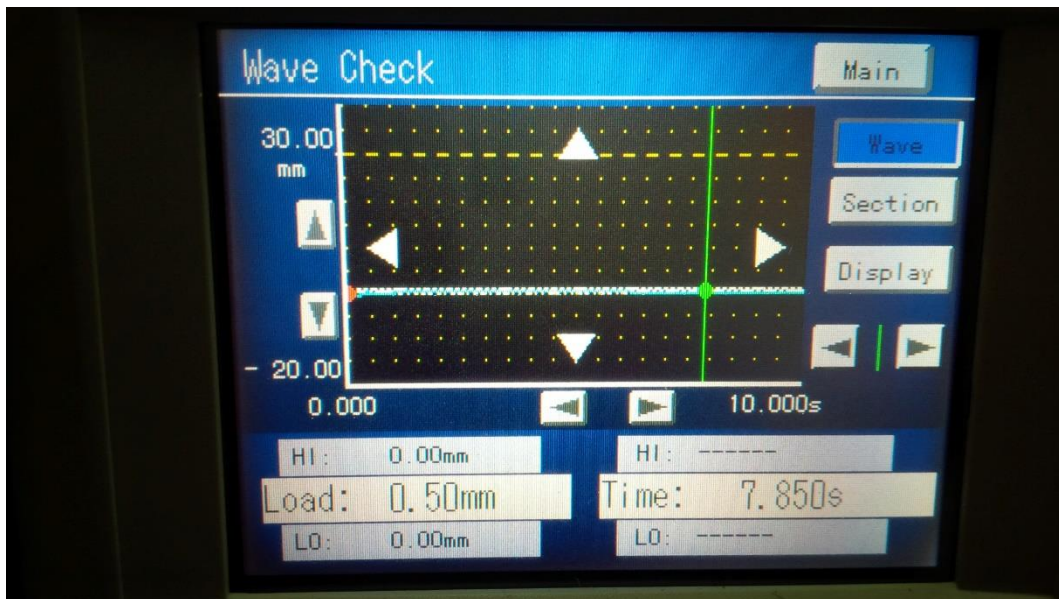 Wave Check
Main
30.00
mm
Wave
Section
Display
- 20.00
0.000
10.000s
HI: 0.00mm
HI: ------
Load: 0.50mm
Time: 7.850s
LO: 0.00mm
LO: ------